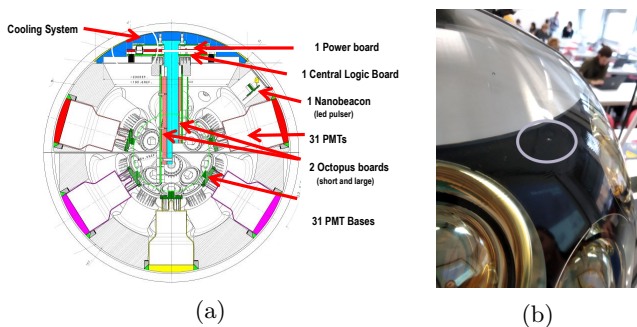 Cooling System
1 Power board
1 Central Logic Board
1 Nanobeacon
(led pulser)
31 PMTs
2 Octopus boards
(short and large)
31 PMT Bases
(a)
(b)